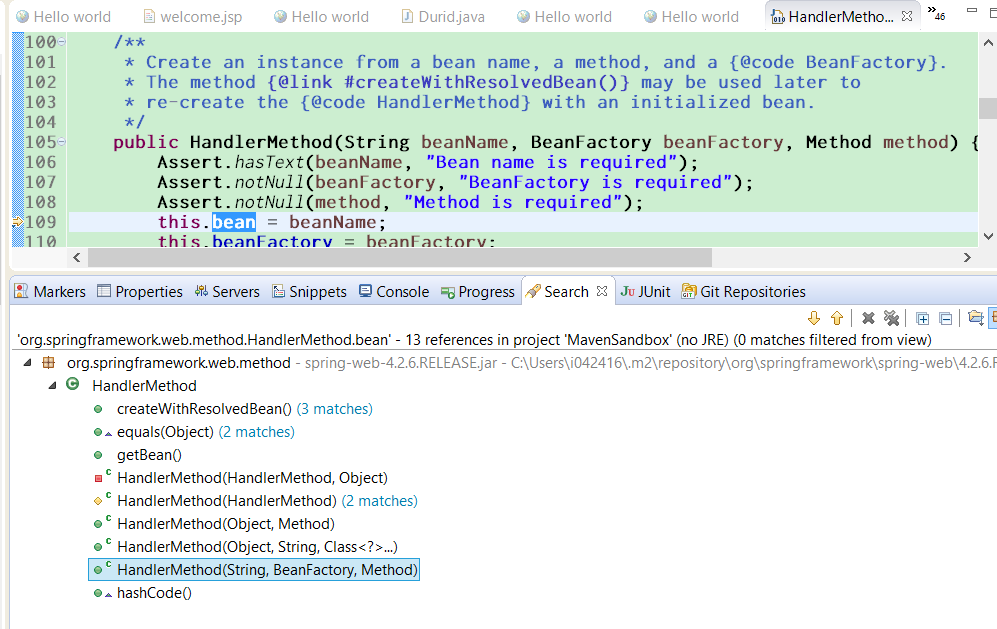 Hello world welcome.jsp Hello world Durid.java Hello world Hello world HandlerMetho... »46
100 /**
101 * Create an instance from a bean name, a method, and a {@code BeanFactory}.
102 * The method {@link #createWithResolvedBean()} may be used later to
103 * re-create the {@code HandlerMethod} with an initialized bean.
104 */
105 public HandlerMethod(String beanName, BeanFactory beanFactory, Method method) {
106 Assert.hasText(beanName, "Bean name is required");
107 Assert.notNull(beanFactory, "BeanFactory is required");
108 Assert.notNull(method, "Method is required");
109 this.bean = beanName;
110 this.beanFactory = beanFactory;
Markers Properties Servers Snippets Console Progress Search JUnit Git Repositories
'org.springframework.web.method.HandlerMethod.bean' - 13 references in project 'MavenSandbox' (no JRE) (0 matches filtered from view)
org.springframework.web.method - spring-web-4.2.6.RELEASE.jar - C:\Users\i042416\.m2\repository\org\springframework\spring-web\4.2.6.F
HandlerMethod
createWithResolvedBean() (3 matches)
equals(Object) (2 matches)
getBean()
HandlerMethod(HandlerMethod, Object)
HandlerMethod(HandlerMethod) (2 matches)
HandlerMethod(Object, Method)
HandlerMethod(Object, String, Class<?>...)
HandlerMethod(String, BeanFactory, Method)
hashCode()